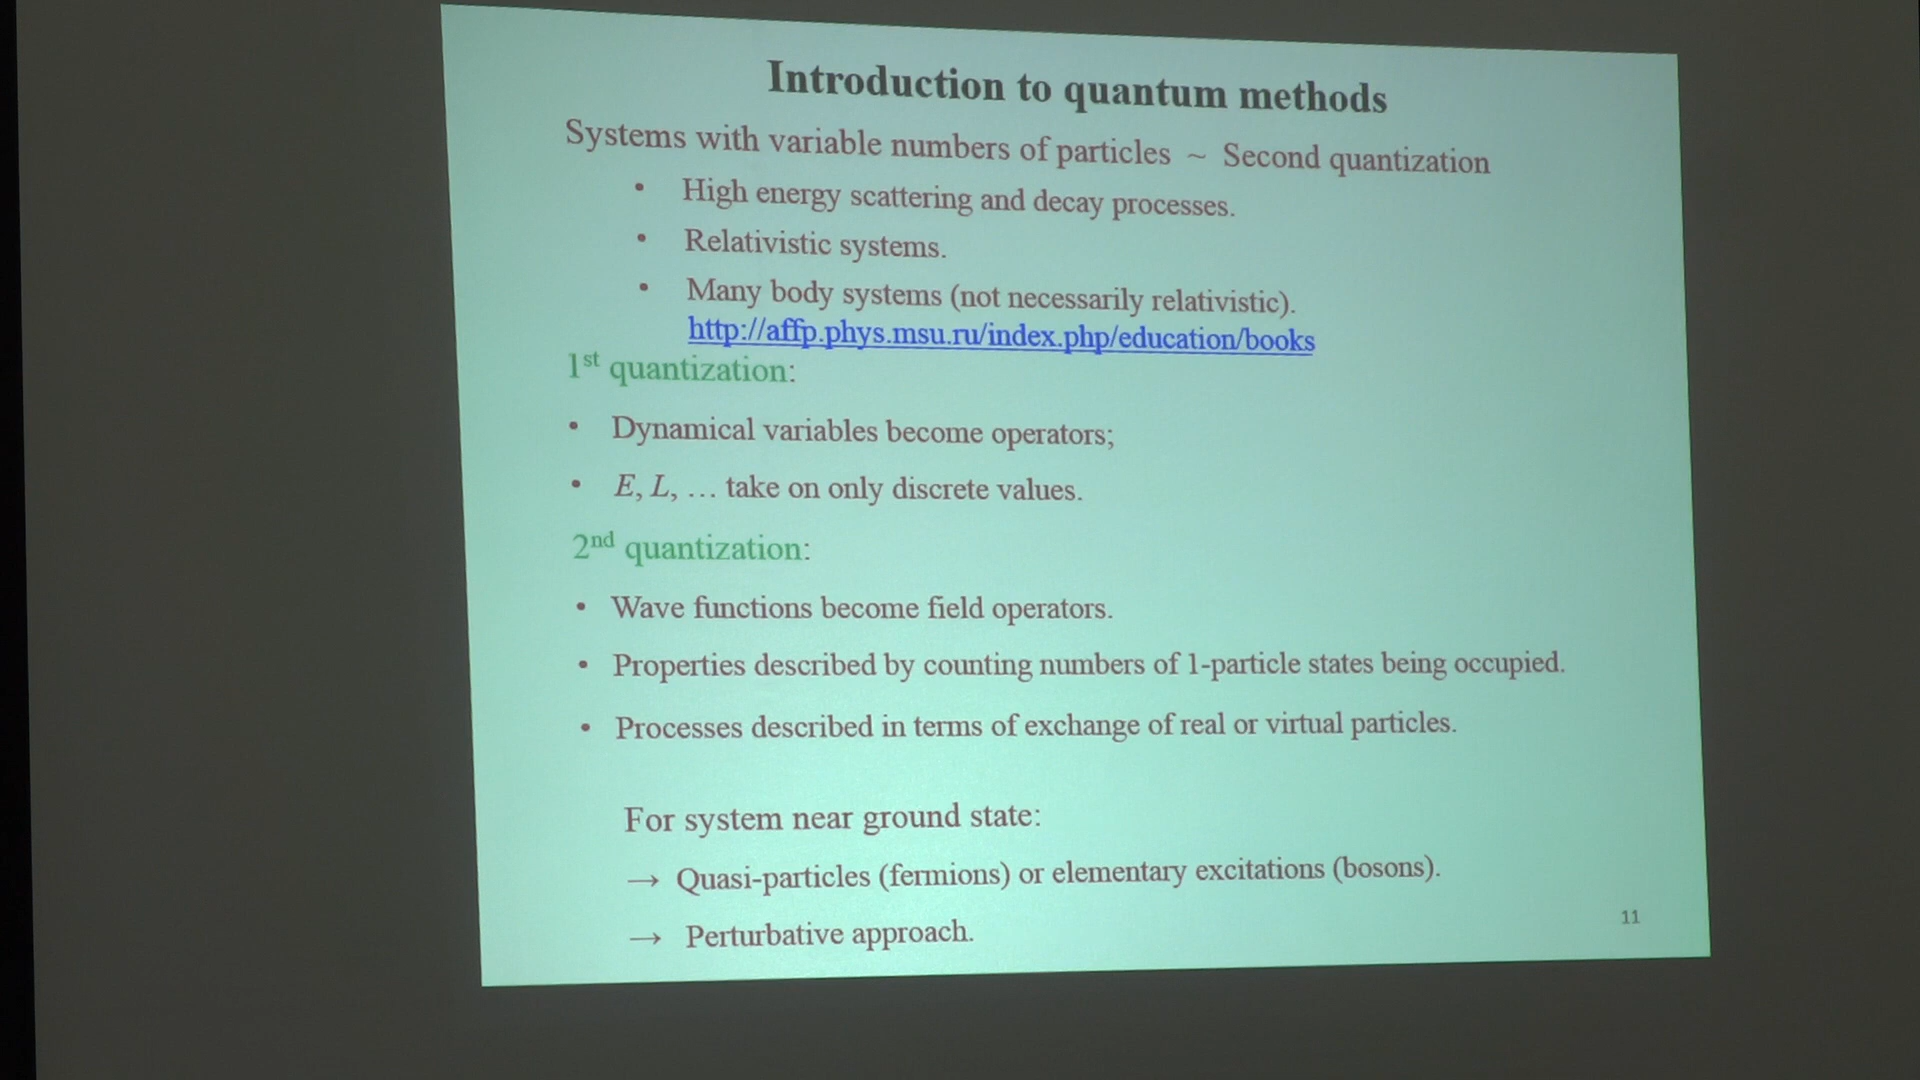 Introduction to quantum methods
Systems with variable numbers of particles ~ Second quantization
• High energy scattering and decay processes.
• Relativistic systems.
• Many body systems (not necessarily relativistic).
http://affp.phys.msu.ru/index.php/education/books
1st quantization:
• Dynamical variables become operators;
• E, L, … take on only discrete values.
2nd quantization:
• Wave functions become field operators.
• Properties described by counting numbers of 1-particle states being occupied.
• Processes described in terms of exchange of real or virtual particles.
For system near ground state:
→ Quasi-particles (fermions) or elementary excitations (bosons).
→ Perturbative approach.
11